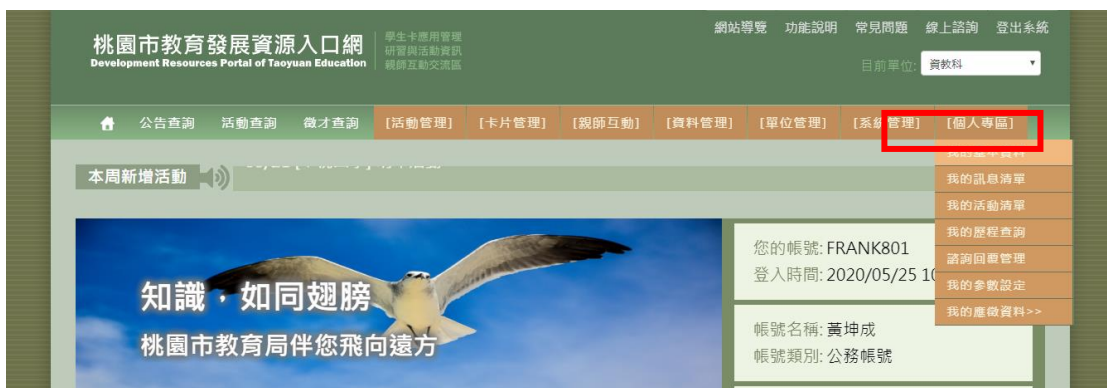 網站導覽 功能說明 常見問題 線上諮詢 登出系統
桃園市教育發展資源入口網
Development Resources Portal of Taoyuan Education
學生卡應用管理
研習與活動資訊
親師互動交流區
目前單位: 資教科
公告查詢 活動查詢 徵才查詢 [活動管理] [卡片管理] [親師互動] [資料管理] [單位管理] [系統管理] [個人專區]
本周新增活動
我的基本資料
我的訊息清單
我的活動清單
我的歷程查詢
諮詢回覆管理
我的參數設定
我的應徵資料>>
知識，如同翅膀
桃園市教育局伴您飛向遠方
您的帳號: FRANK801
登入時間: 2020/05/25 10
帳號名稱: 黃坤成
帳號類別: 公務帳號